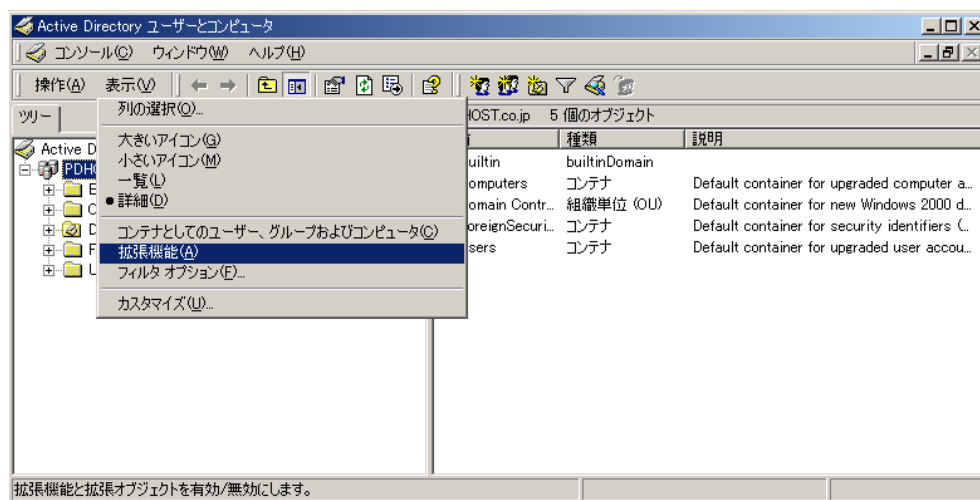 Active Directory ユーザーとコンピュータ
コンソール(C) ウィンドウ(W) ヘルプ(H)
操作(A) 表示(V)
ツリー
HOST.co.jp 5 個のオブジェクト
列の選択(O)...
大きいアイコン(G)
小さいアイコン(M)
一覧(L)
詳細(D)
コンテナとしてのユーザー、グループおよびコンピュータ(C)
拡張機能(A)
フィルタ オプション(F)...
カスタマイズ(U)...
Active D
PDH
E
C
D
F
U
種類 説明
uiltin builtinDomain
omputers コンテナ Default container for upgraded computer a...
omain Contr... 組織単位 (OU) Default container for new Windows 2000 d...
oreignSecuri... コンテナ Default container for security identifiers (...
sers コンテナ Default container for upgraded user accou...
拡張機能と拡張オブジェクトを有効/無効にします。